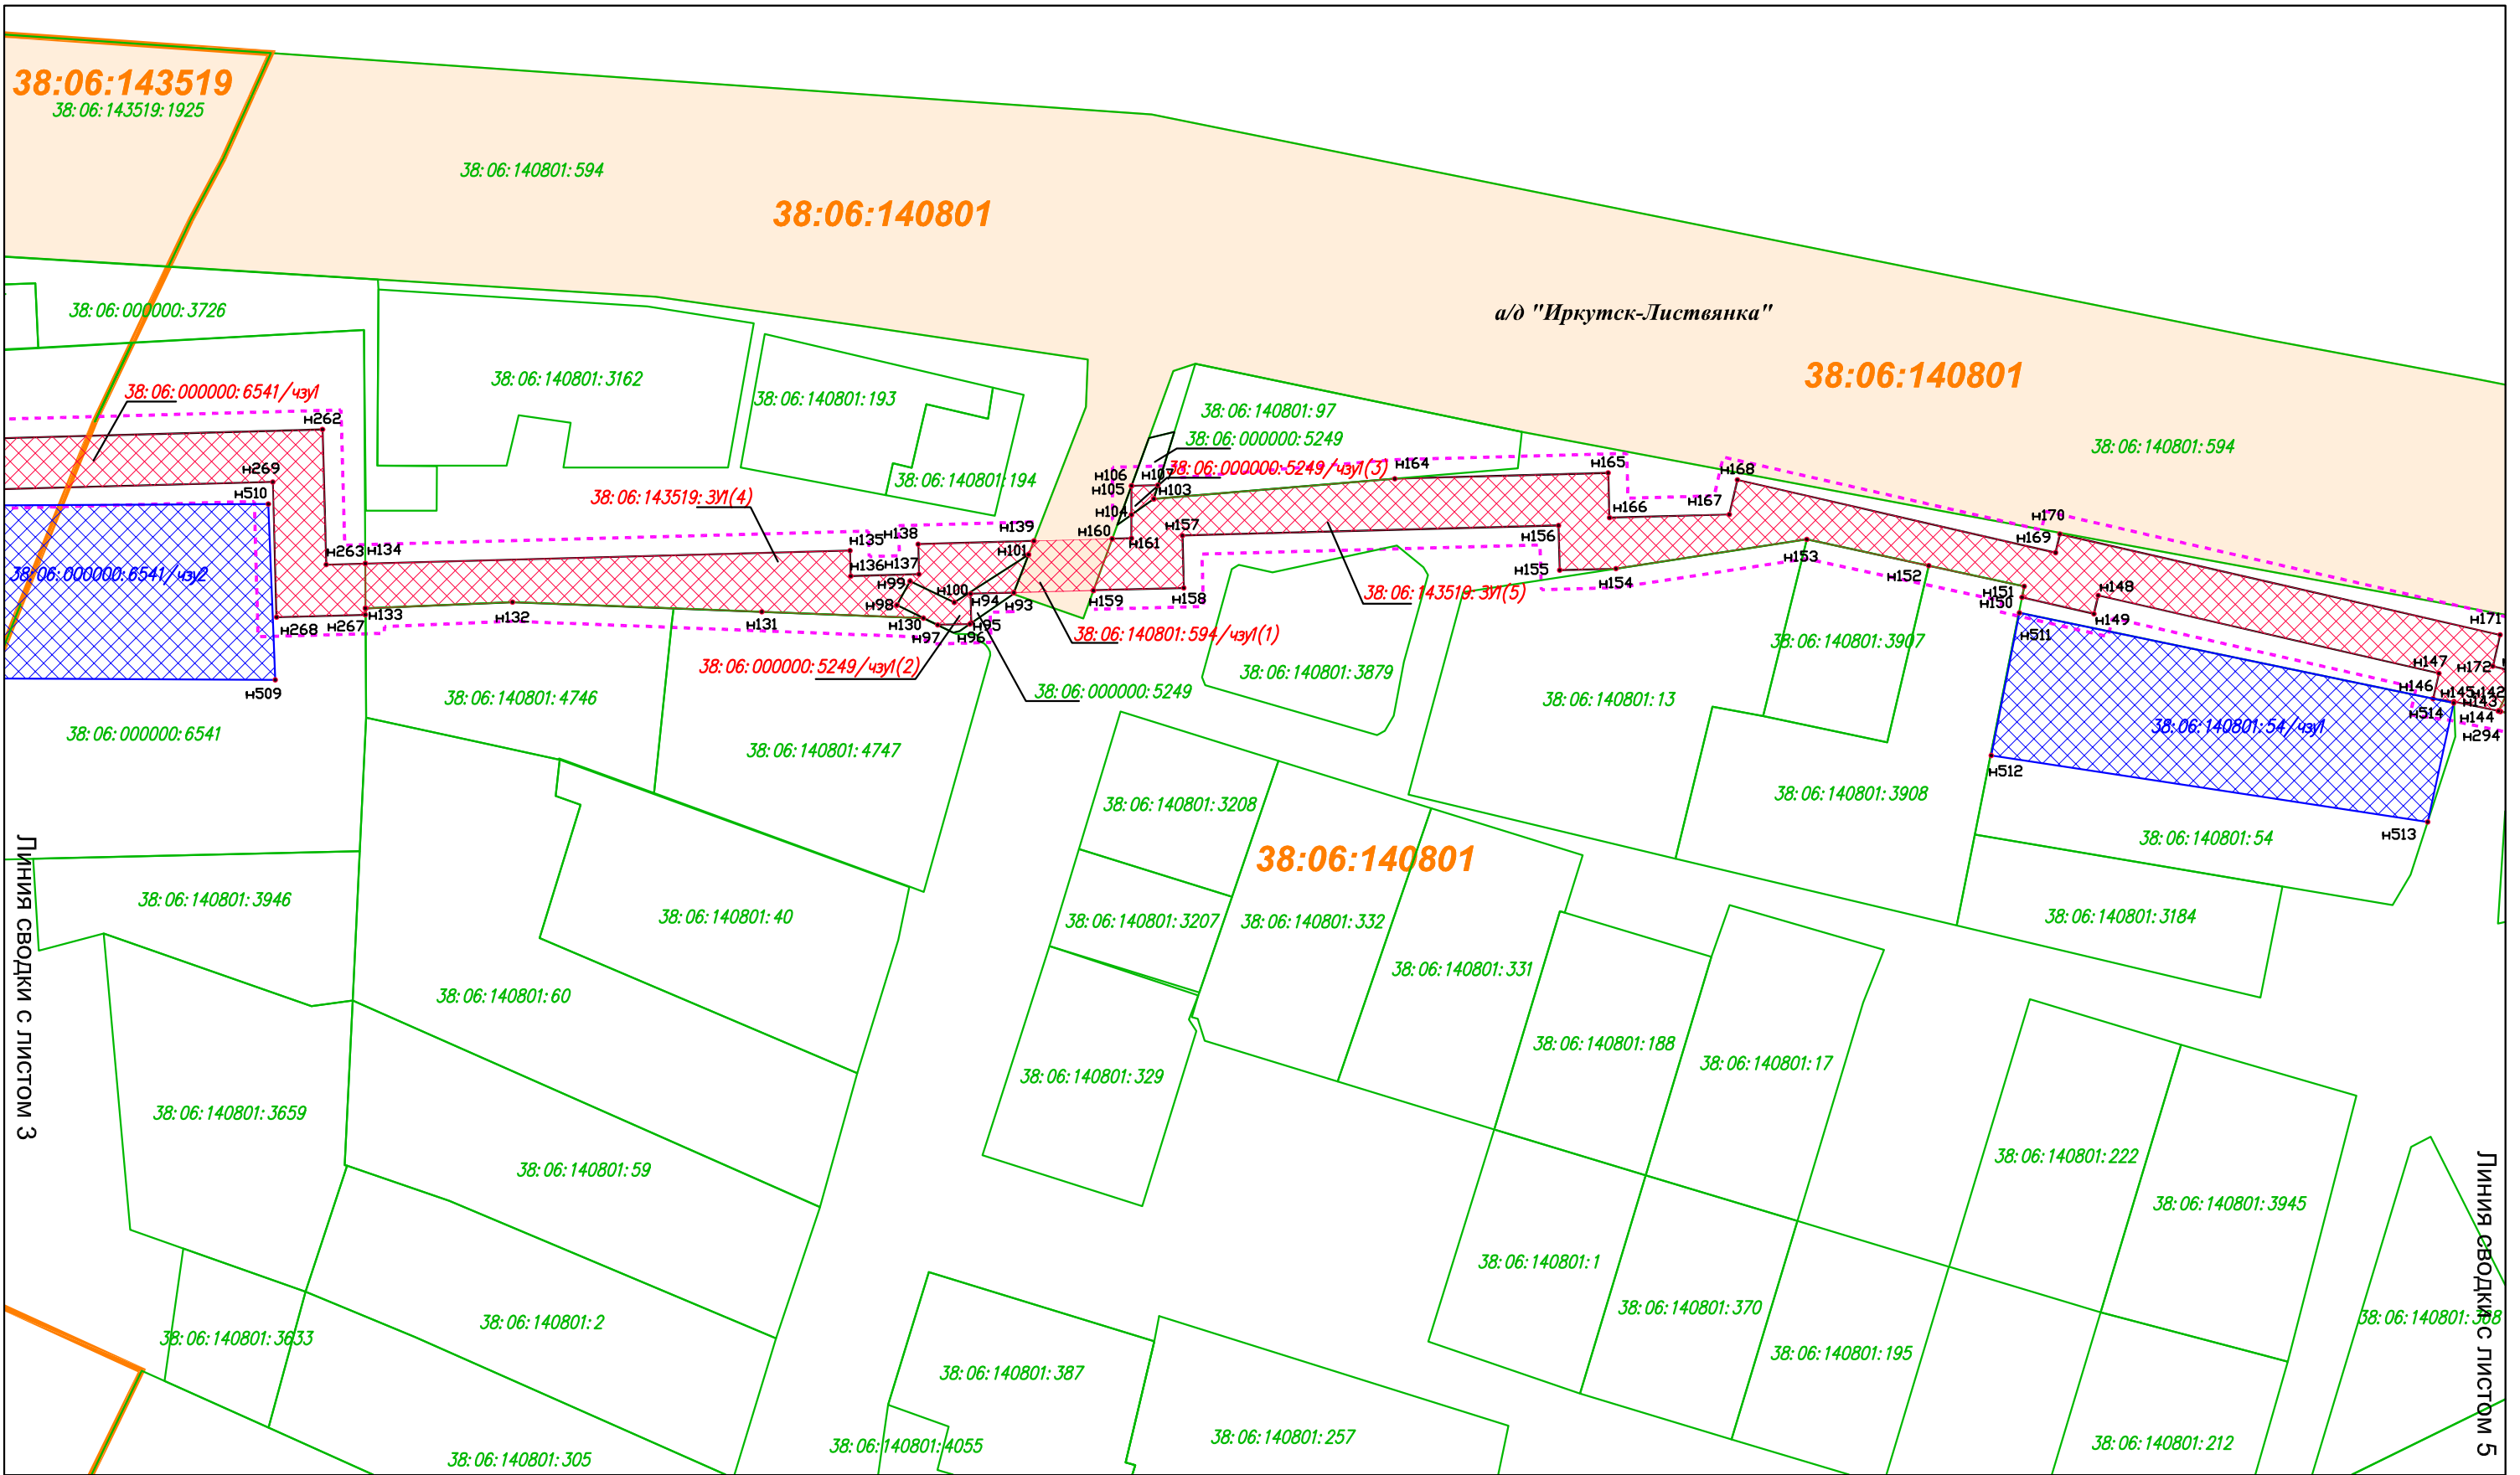 38:06:143519
38:06:143519:1925
38:06:140801:594
38:06:140801
38:06:000000:3726
а/д "Иркутск-Листвянка"
38:06:140801
38:06:140801:594
38:06:000000:6541/чзу1
38:06:140801:3162
38:06:140801:193
38:06:140801:194
38:06:140801:97
38:06:000000:5249
38:06:000000:5249/чзу1(3)
н262
н269
н510
38:06:143519:ЗУ1(4)
н106
н107
н105
н103
н104
н164
н165
н166
н167
н168
н170
н169
н263
н134
н135
н138
н139
н136
н137
н101
н160
н161
н157
н156
н155
н154
н153
н152
н151
н150
н148
н149
н171
38:06:000000:6541/чзу2
н99
н100
н98
н94
н93
н159
н158
38:06:143519:ЗУ1(5)
н268
н267
н133
н132
н131
н130
н97
н96
н95
38:06:140801:594/чзу1(1)
38:06:000000:5249/чзу1(2)
38:06:000000:5249
38:06:140801:3879
38:06:140801:3907
н511
н147
н172
н146
н145
н142
н143
н144
н514
н294
н509
38:06:000000:6541
38:06:140801:4746
38:06:140801:4747
38:06:140801:13
38:06:140801:54/чзу1
н512
н513
38:06:140801:3208
38:06:140801:3908
38:06:140801:54
38:06:140801
38:06:140801:3946
38:06:140801:40
38:06:140801:3207
38:06:140801:332
38:06:140801:3184
38:06:140801:60
38:06:140801:331
38:06:140801:188
38:06:140801:17
38:06:140801:329
Линия сводки с листом 3
38:06:140801:3659
38:06:140801:59
38:06:140801:222
38:06:140801:3945
38:06:140801:1
38:06:140801:370
38:06:140801:2
38:06:140801:3633
38:06:140801:195
38:06:140801:308
Линия сводки с листом 5
38:06:140801:387
38:06:140801:4055
38:06:140801:257
38:06:140801:305
38:06:140801:212